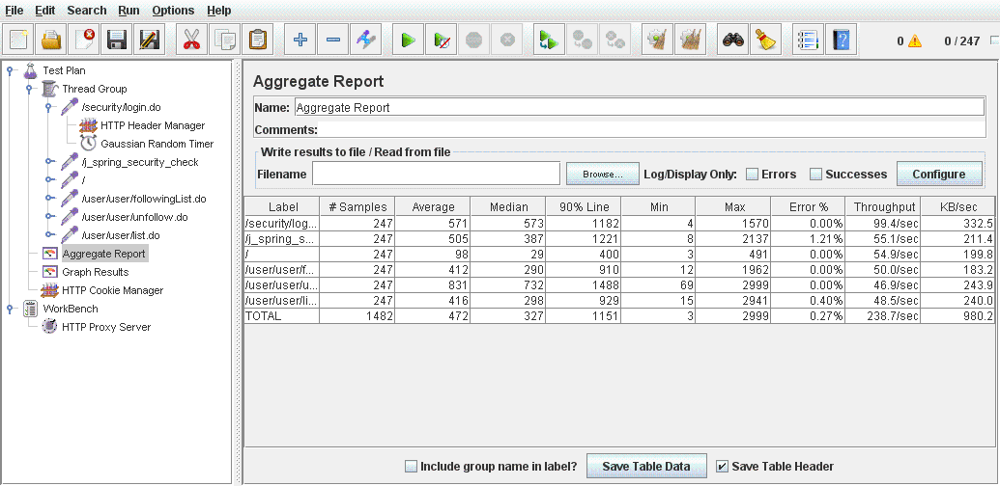 File Edit Search Run Options Help
0 0 / 247
Test Plan
Thread Group
/security/login.do
HTTP Header Manager
Gaussian Random Timer
/j_spring_security_check
/
/user/user/followingList.do
/user/user/unfollow.do
/user/user/list.do
Aggregate Report
Graph Results
HTTP Cookie Manager
WorkBench
HTTP Proxy Server
Aggregate Report
Name: Aggregate Report
Comments:
Write results to file / Read from file
Filename Browse... Log/Display Only: Errors Successes Configure
Label # Samples Average Median 90% Line Min Max Error % Throughput KB/sec
/security/log... 247 571 573 1182 4 1570 0.00% 99.4/sec 332.5
/j_spring_s... 247 505 387 1221 8 2137 1.21% 55.1/sec 211.4
/ 247 98 29 400 3 491 0.00% 54.9/sec 199.8
/user/user/f... 247 412 290 910 12 1962 0.00% 50.0/sec 183.2
/user/user/u... 247 831 732 1488 69 2999 0.00% 46.9/sec 243.9
/user/user/li... 247 416 298 929 15 2941 0.40% 48.5/sec 240.0
TOTAL 1482 472 327 1151 3 2999 0.27% 238.7/sec 980.2
Include group name in label? Save Table Data Save Table Header